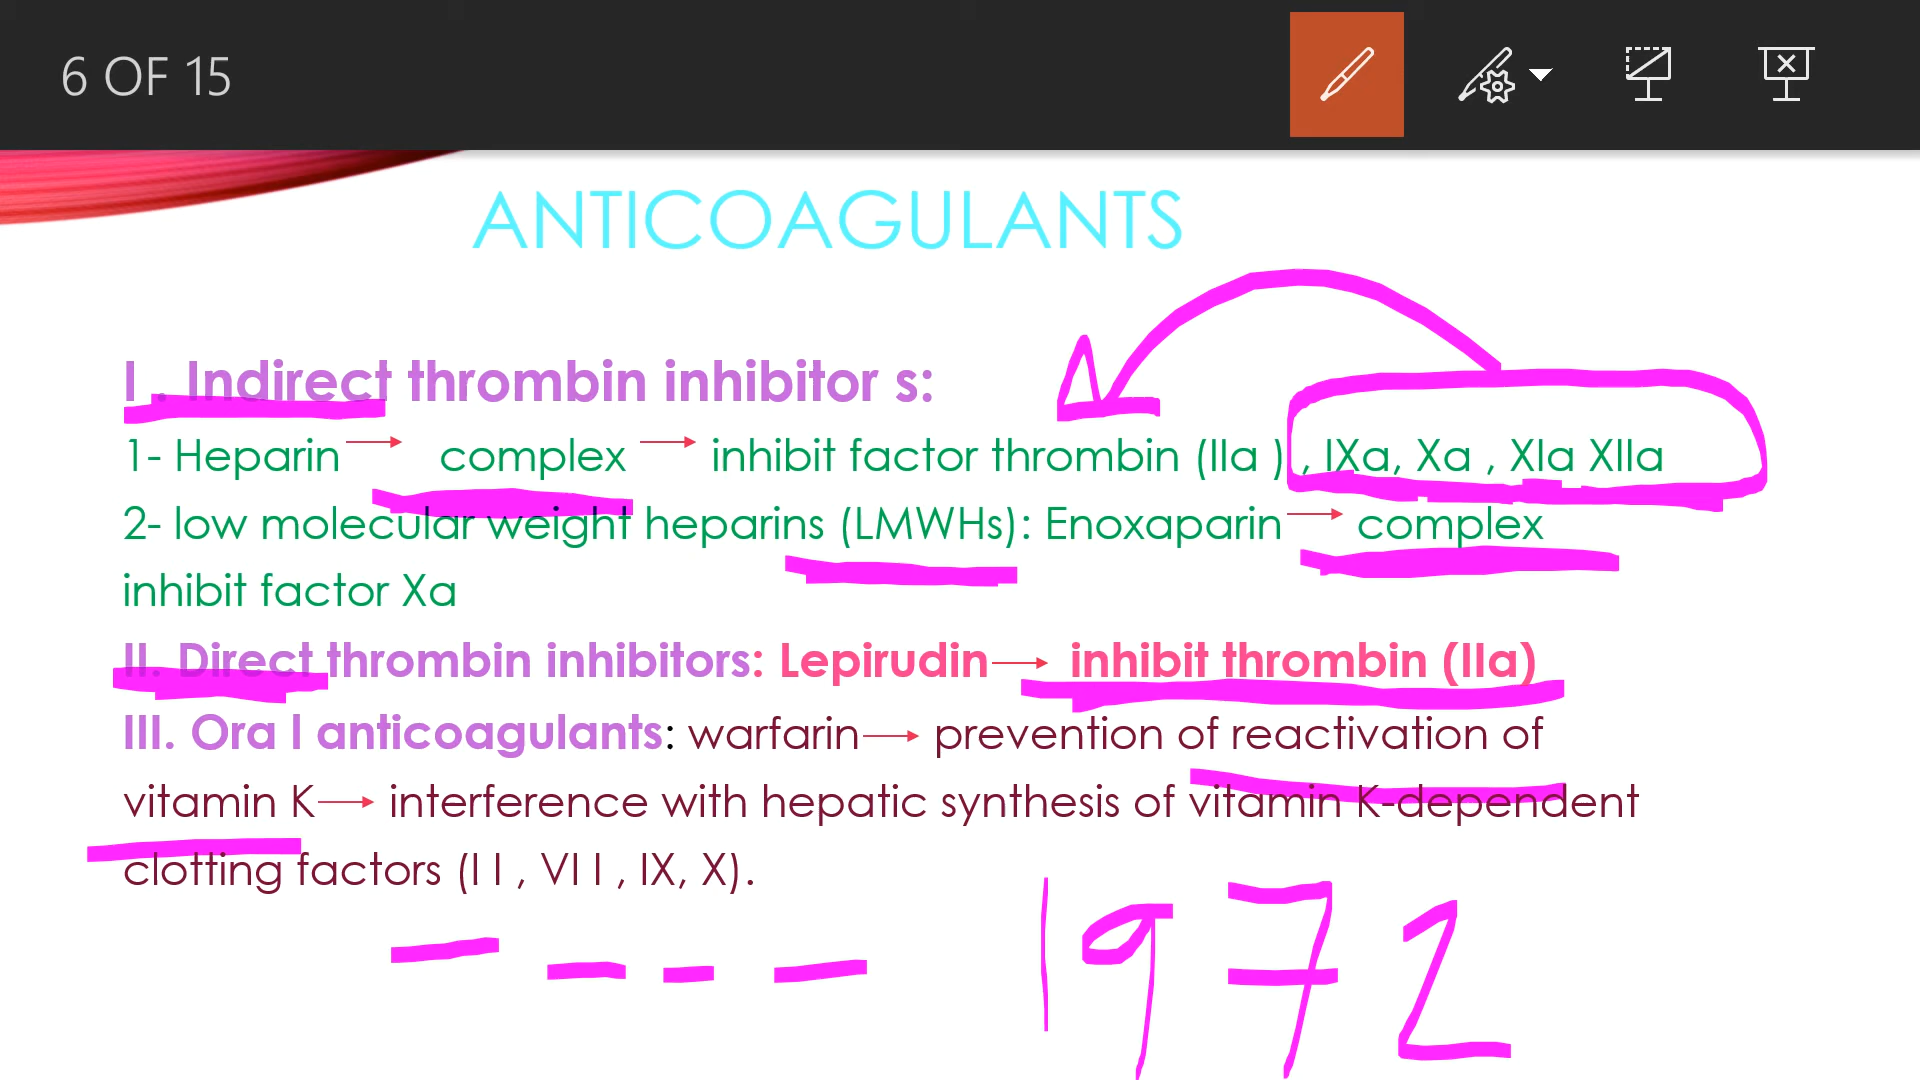 6 OF 15
ANTICOAGULANTS
I . Indirect thrombin inhibitor s:
1- Heparin → complex → inhibit factor thrombin (IIa ) , IXa, Xa , XIa XIIa
2- low molecular weight heparins (LMWHs): Enoxaparin → complex
inhibit factor Xa
II. Direct thrombin inhibitors: Lepirudin → inhibit thrombin (IIa)
III. Ora l anticoagulants: warfarin → prevention of reactivation of
vitamin K → interference with hepatic synthesis of vitamin K-dependent
clotting factors (I I , VI I , IX, X).
1972